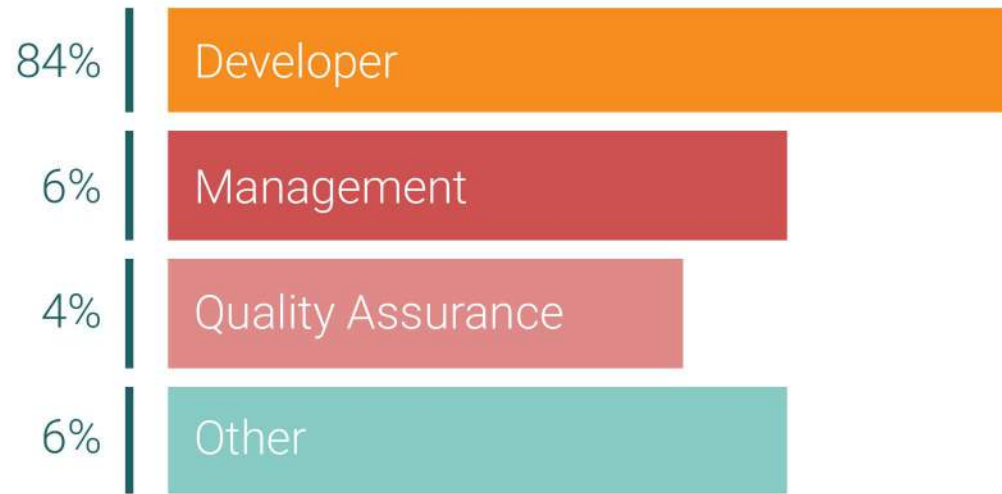 84% Developer
6% Management
4% Quality Assurance
6% Other